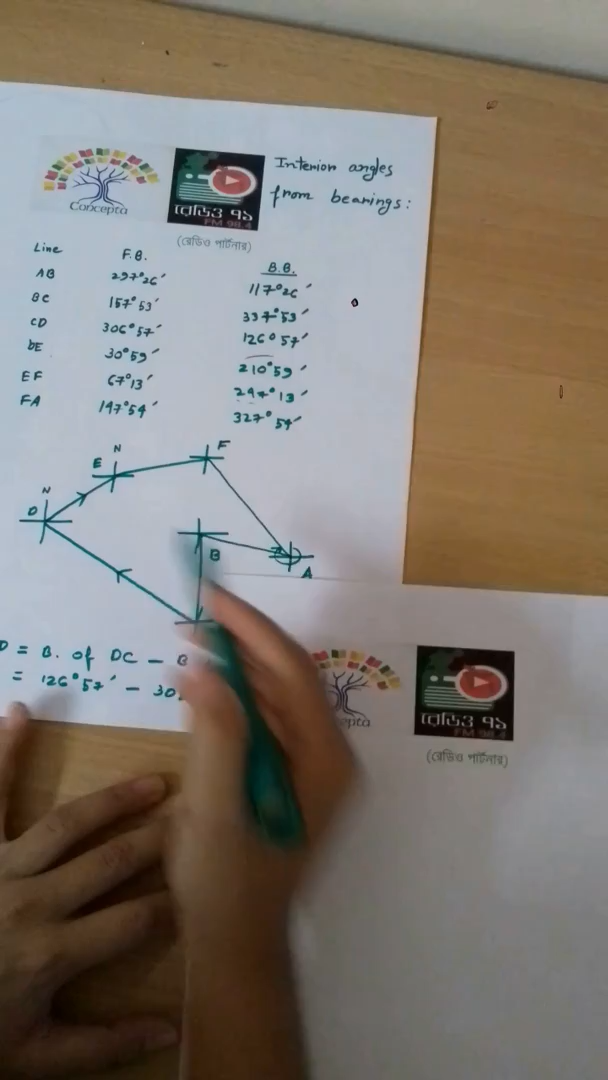 Interior angles
from bearings:
Concepta
রেডিও ৭১
FM 98.4
(রেডিও পার্টনার)
Line F.B. B.B.
AB 297°26′ 117°26′
BC 157°53′ 337°53′
CD 306°57′ 126°57′
DE 30°59′ 210°59′
EF 67°13′ 247°13′
FA 147°54′ 327°54′
N
E
F
N
D
B
A
D = B. of DC - B
= 126°57′ - 30
রেডিও ৭১
FM 98.4
(রেডিও পার্টনার)